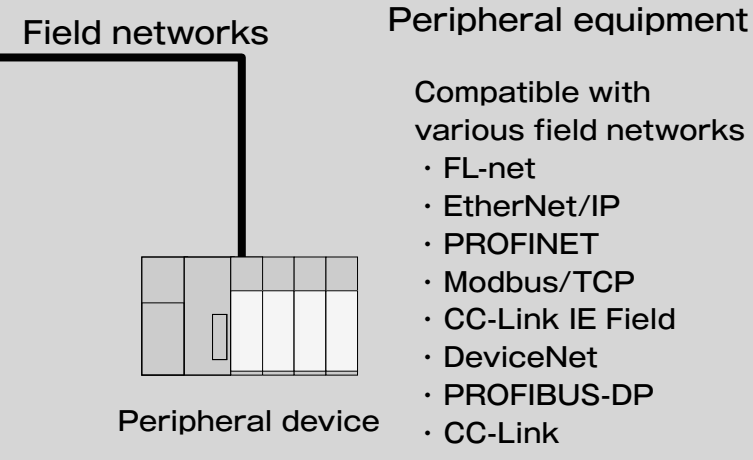 Field networks
Peripheral equipment
Compatible with
various field networks
・FL-net
・EtherNet/IP
・PROFINET
・Modbus/TCP
・CC-Link IE Field
・DeviceNet
・PROFIBUS-DP
・CC-Link
Peripheral device